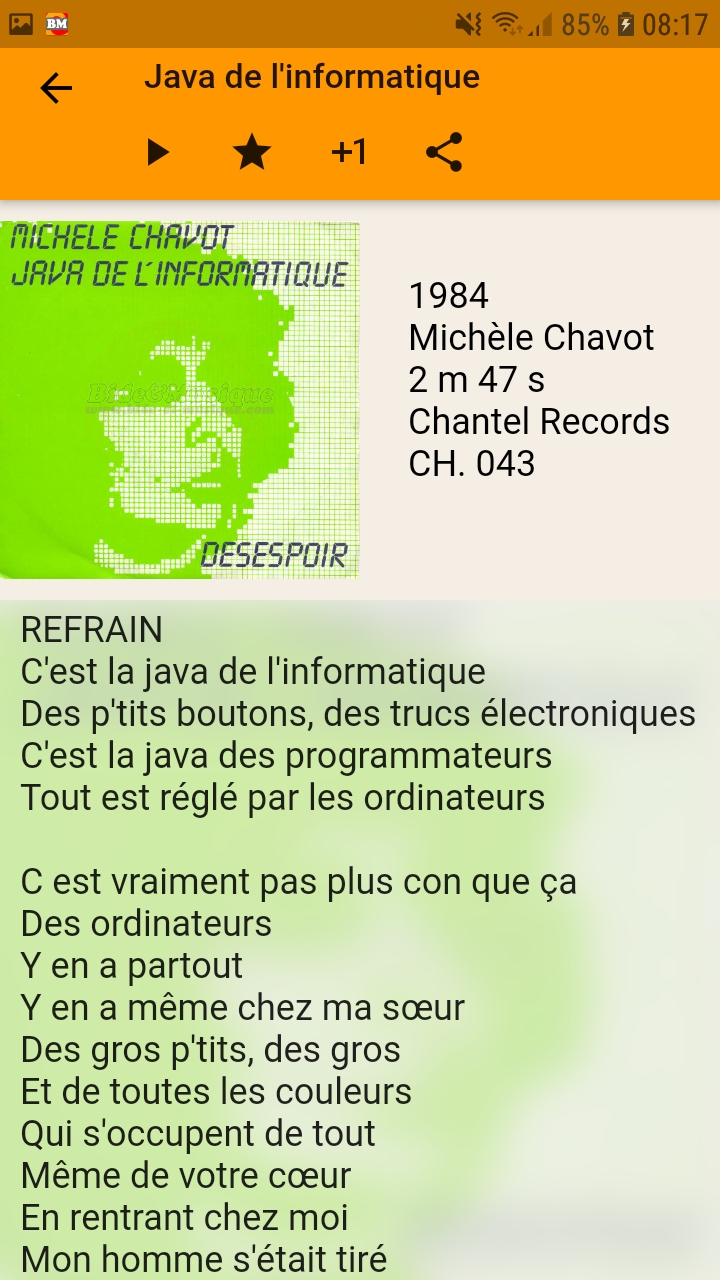 BM
85%
08:17
Java de l'informatique
+1
MICHELE CHAVOT
JAVA DE L'INFORMATIQUE
Bide&Musique
DESESPOIR
1984
Michèle Chavot
2 m 47 s
Chantel Records
CH. 043
REFRAIN
C'est la java de l'informatique
Des p'tits boutons, des trucs électroniques
C'est la java des programmateurs
Tout est réglé par les ordinateurs
C est vraiment pas plus con que ça
Des ordinateurs
Y en a partout
Y en a même chez ma sœur
Des gros p'tits, des gros
Et de toutes les couleurs
Qui s'occupent de tout
Même de votre cœur
En rentrant chez moi
Mon homme s'était tiré